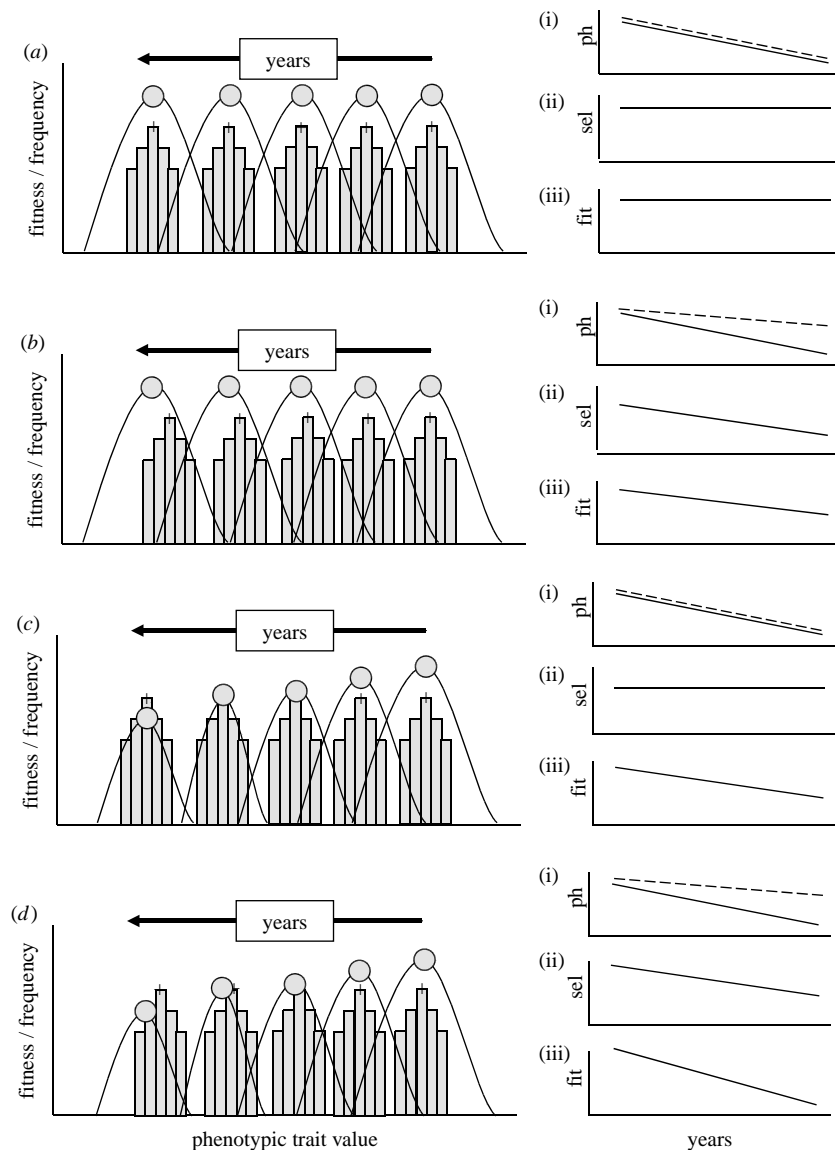 (a)
years
fitness / frequency
(i)
ph
(ii)
sel
(iii)
fit
(b)
years
fitness / frequency
(i)
ph
(ii)
sel
(iii)
fit
(c)
years
fitness / frequency
(i)
ph
(ii)
sel
(iii)
fit
(d)
years
fitness / frequency
(i)
ph
(ii)
sel
(iii)
fit
phenotypic trait value
years